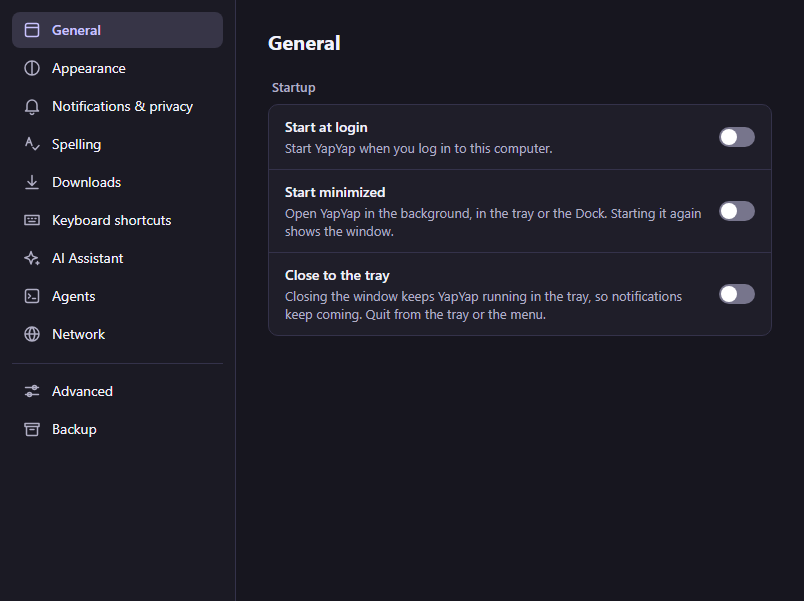 General
Appearance
Notifications & privacy
Spelling
Downloads
Keyboard shortcuts
AI Assistant
Agents
Network
Advanced
Backup
General
Startup
Start at login
Start YapYap when you log in to this computer.
Start minimized
Open YapYap in the background, in the tray or the Dock. Starting it again
shows the window.
Close to the tray
Closing the window keeps YapYap running in the tray, so notifications
keep coming. Quit from the tray or the menu.